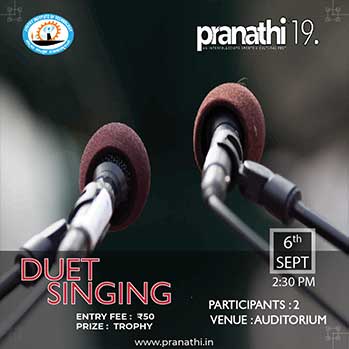 pranathi 19.
6th
SEPT
2:30 PM
DUET
SINGING
ENTRY FEE : ₹50
PRIZE : TROPHY
PARTICIPANTS : 2
VENUE : AUDITORIUM
www.pranathi.in